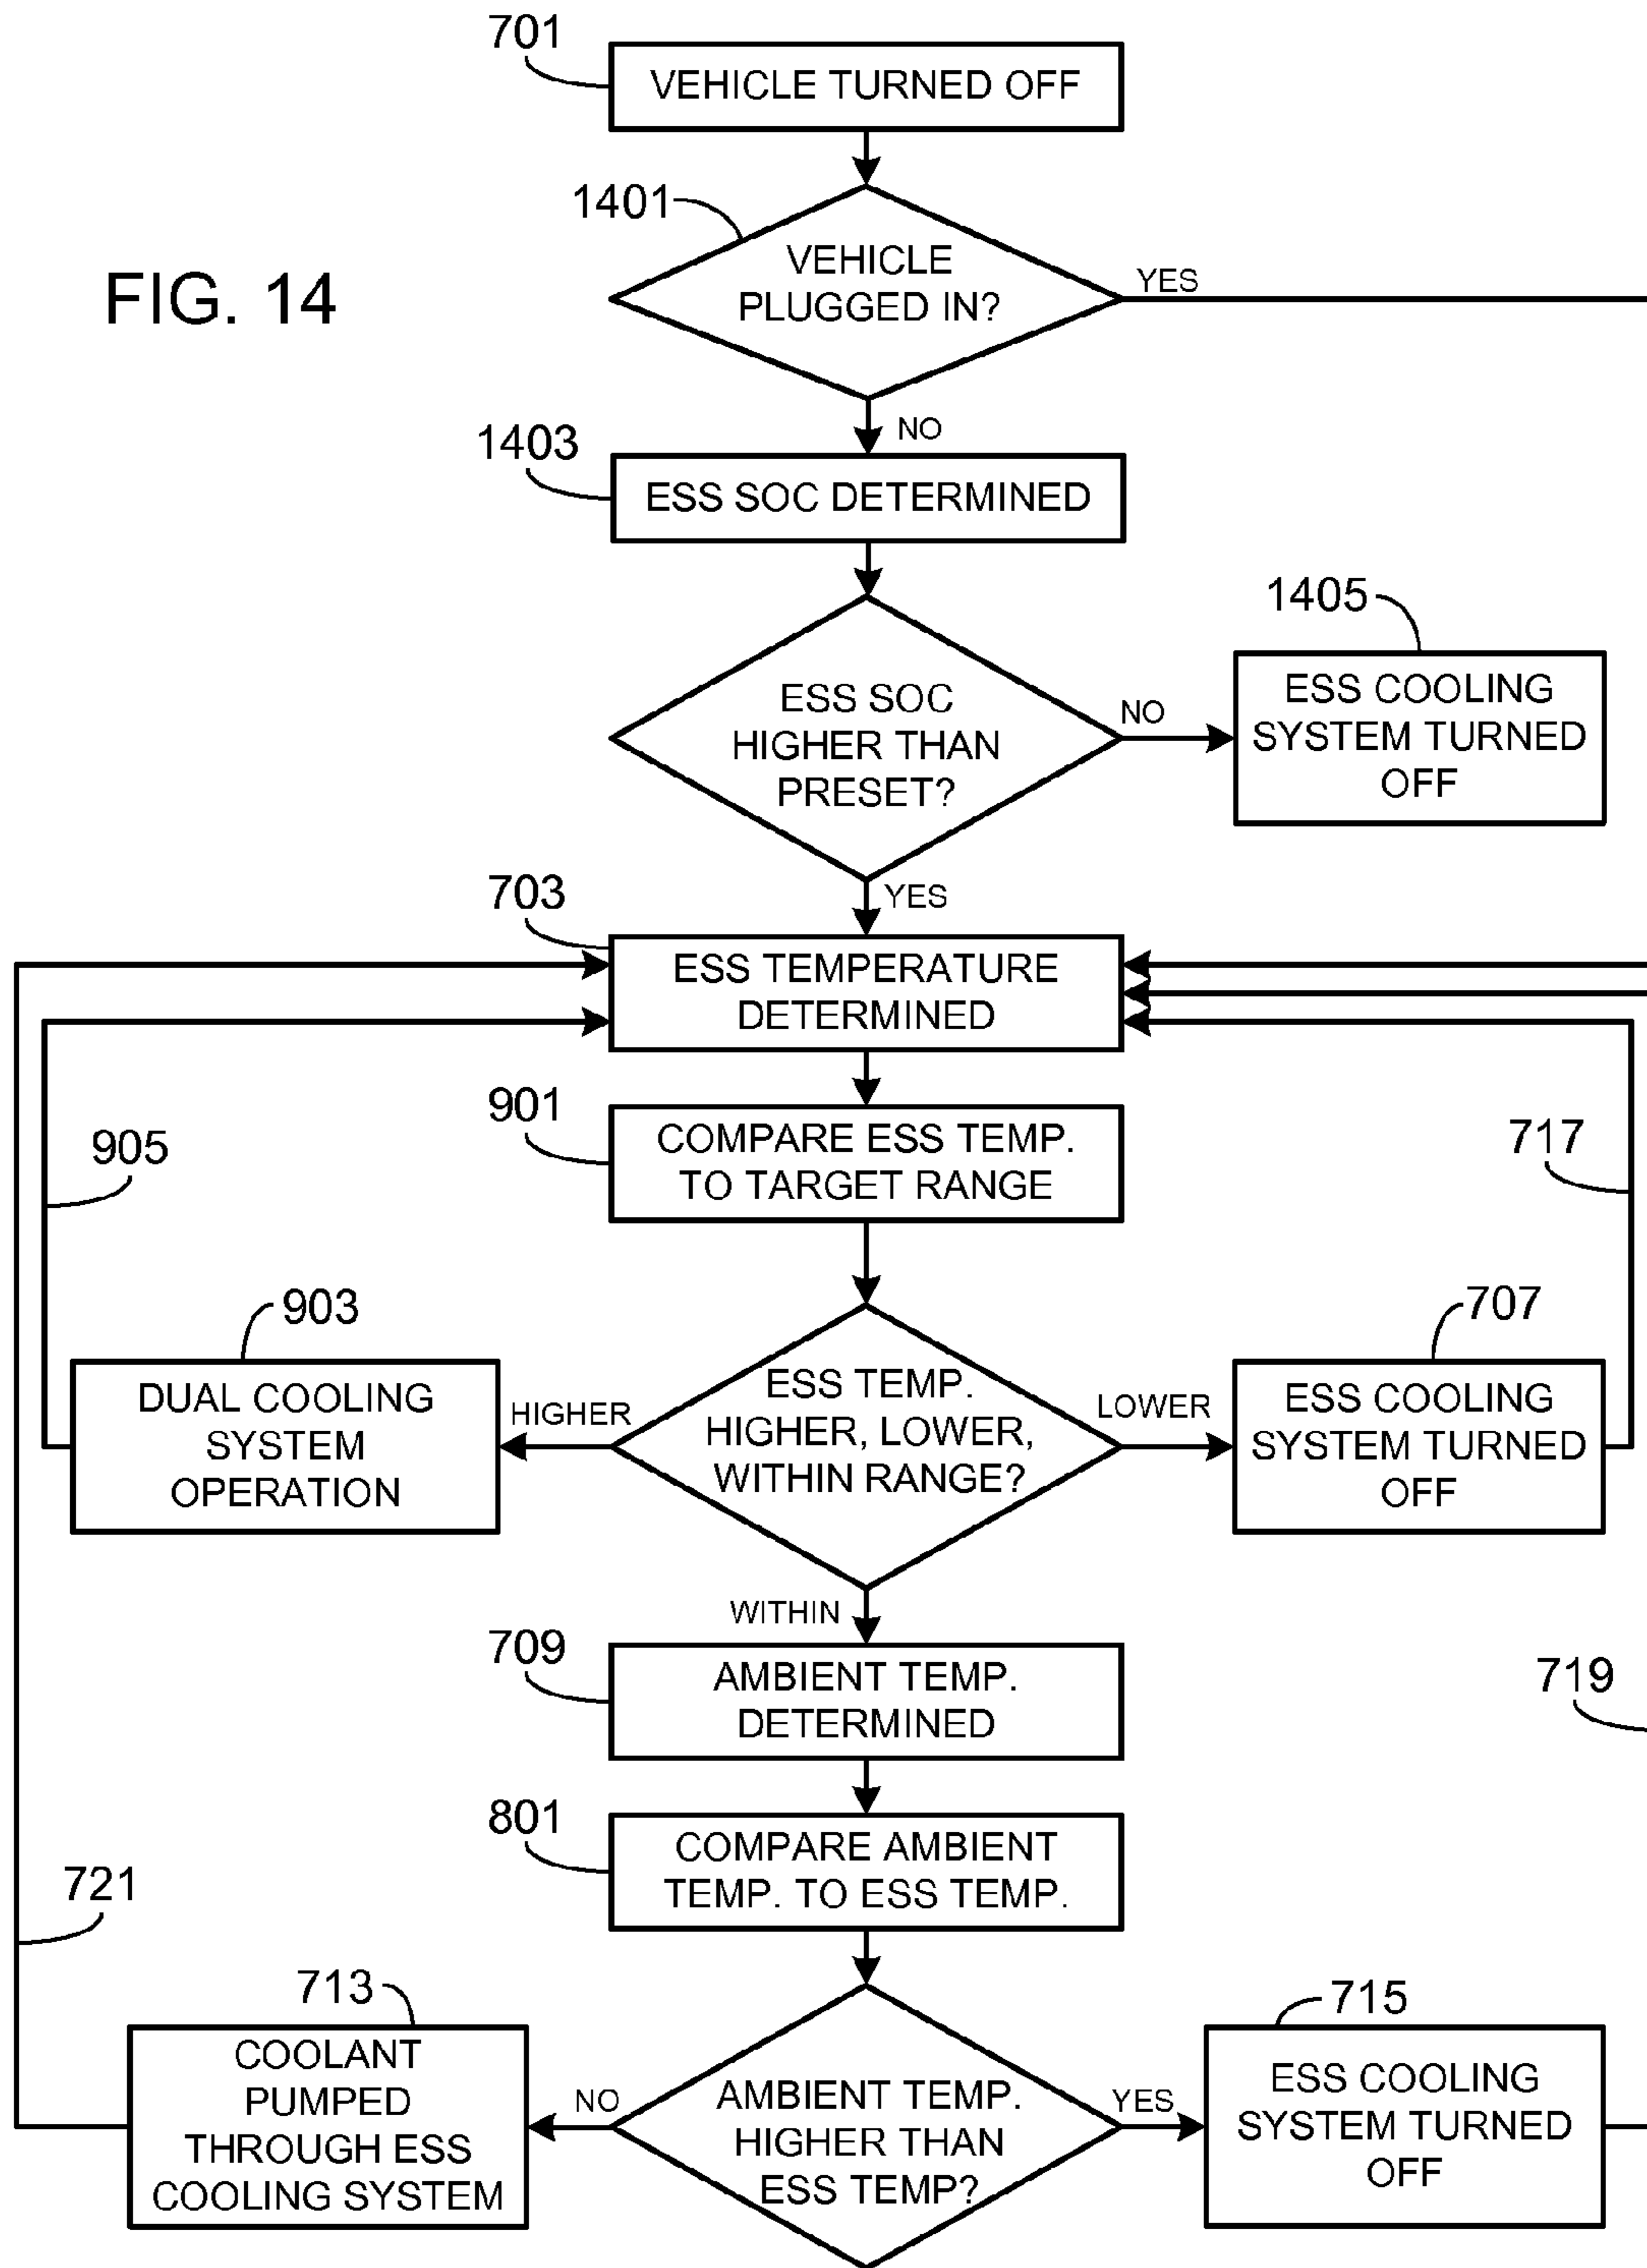 701
VEHICLE TURNED OFF
1401
FIG. 14
VEHICLE
PLUGGED IN?
YES
NO
1403
ESS SOC DETERMINED
1405
ESS SOC
HIGHER THAN
PRESET?
NO
ESS COOLING
SYSTEM TURNED
OFF
YES
703
ESS TEMPERATURE
DETERMINED
901
COMPARE ESS TEMP.
TO TARGET RANGE
905
717
903
707
DUAL COOLING
SYSTEM
OPERATION
HIGHER
ESS TEMP.
HIGHER, LOWER,
WITHIN RANGE?
LOWER
ESS COOLING
SYSTEM TURNED
OFF
WITHIN
709
AMBIENT TEMP.
DETERMINED
719
801
COMPARE AMBIENT
TEMP. TO ESS TEMP.
721
713
715
COOLANT
PUMPED
THROUGH ESS
COOLING SYSTEM
NO
AMBIENT TEMP.
HIGHER THAN
ESS TEMP?
YES
ESS COOLING
SYSTEM TURNED
OFF